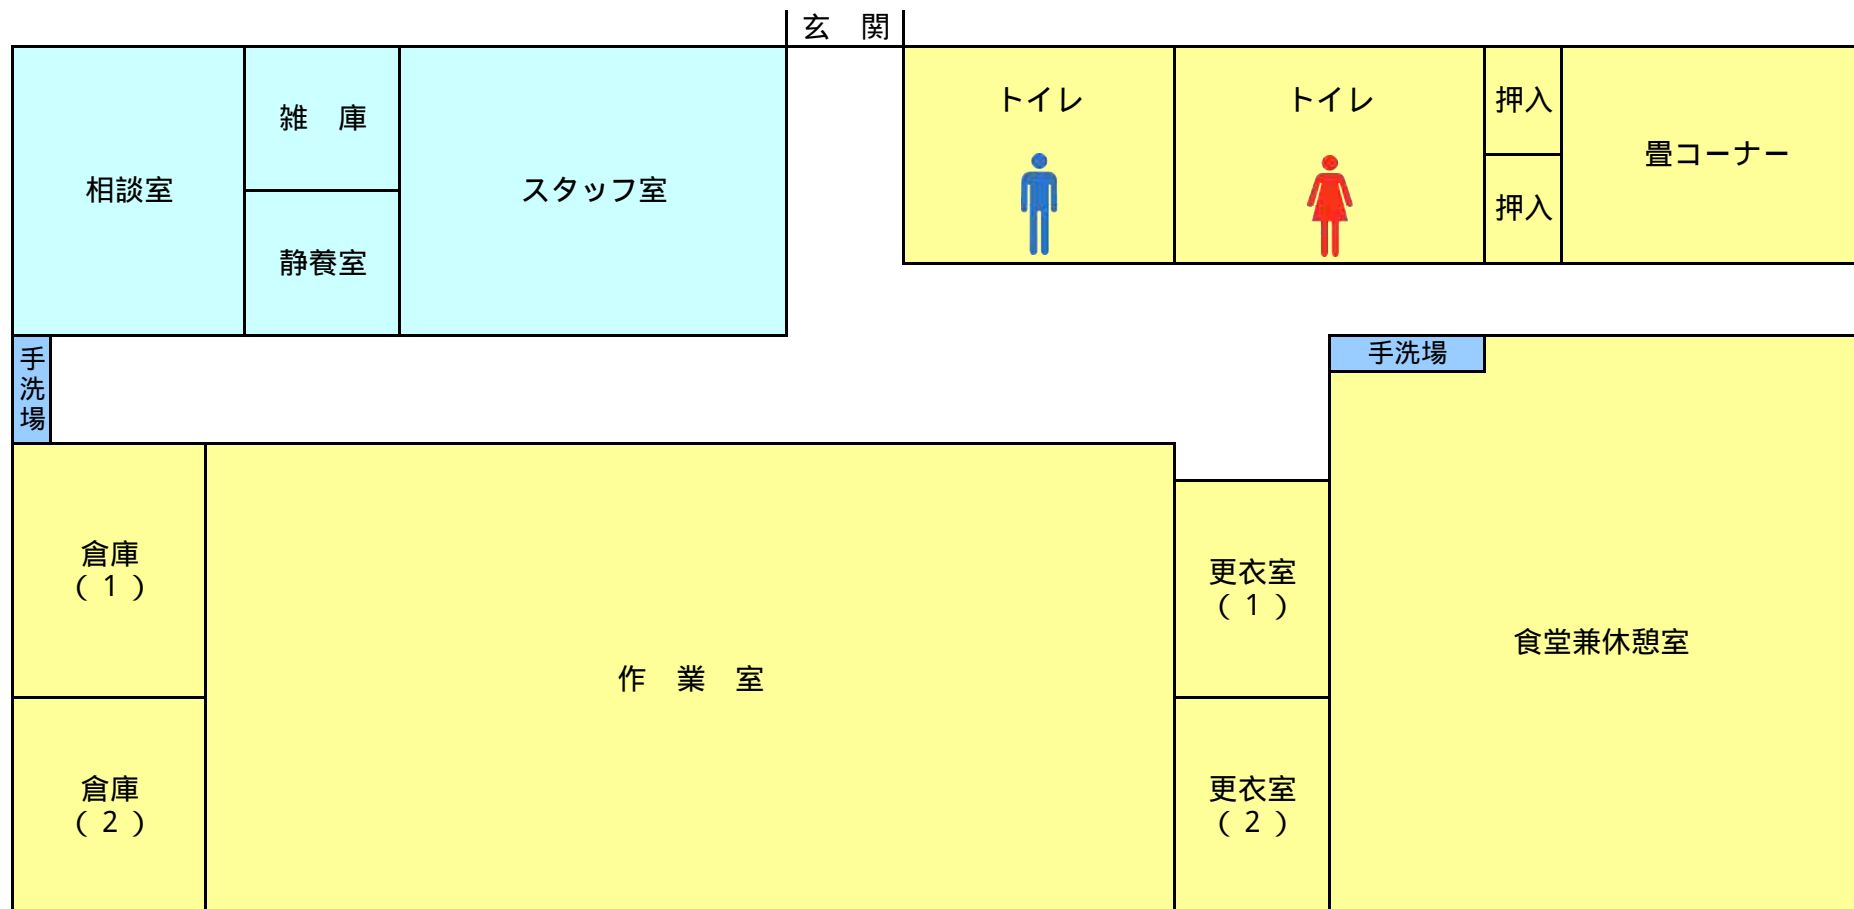 玄　関
トイレ
トイレ
押入
畳コーナー
雑　庫
相談室
スタッフ室
押入
静養室
手洗場
手洗場
倉庫
（１）
更衣室
（１）
食堂兼休憩室
作　業　室
倉庫
（２）
更衣室
（２）